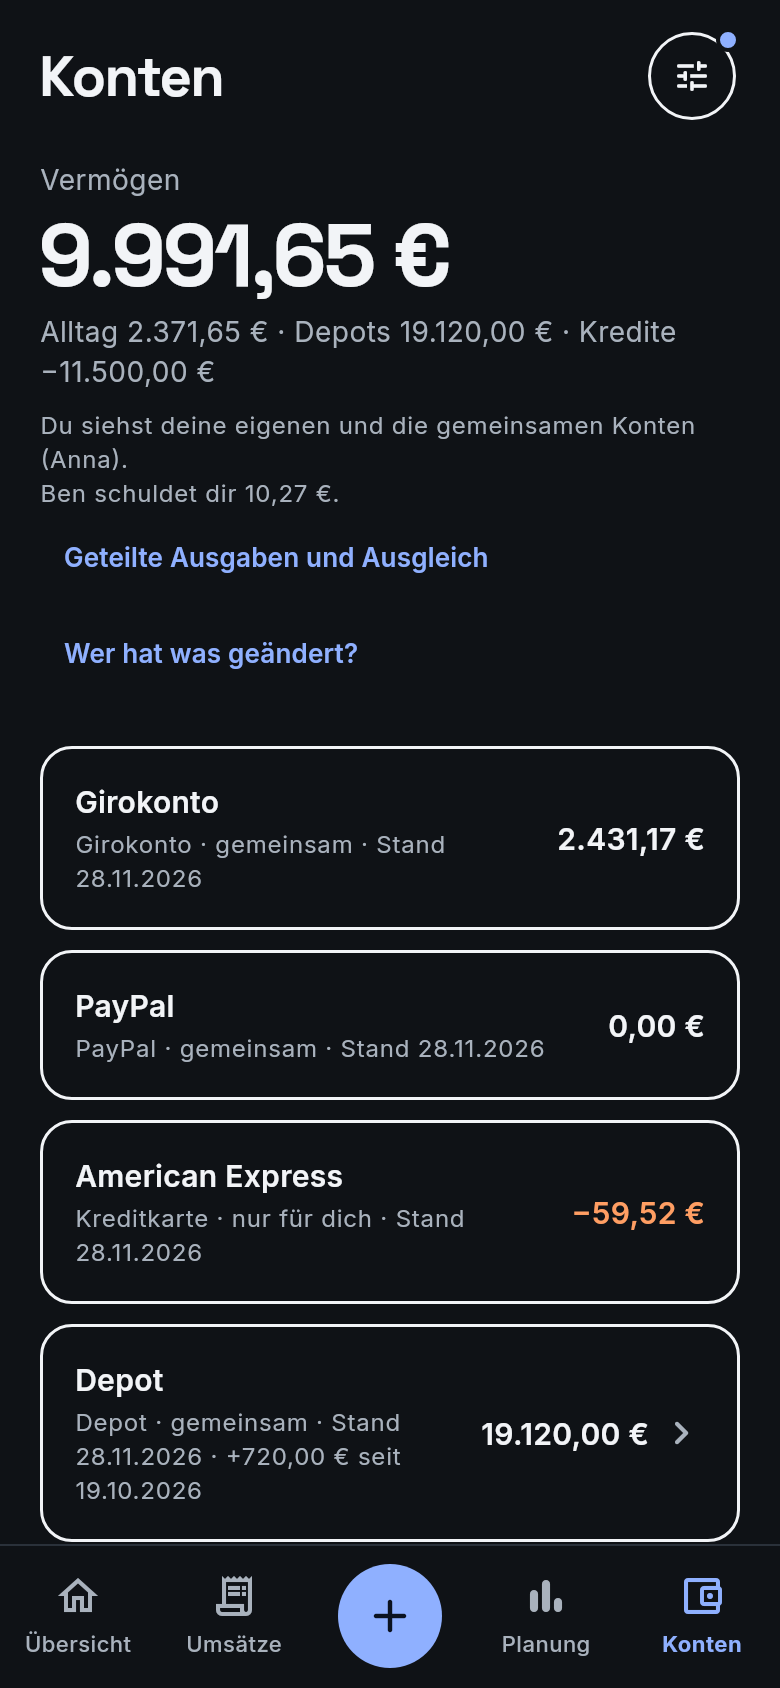 Konten
Vermögen
9.991,65 €
Alltag 2.371,65 € · Depots 19.120,00 € · Kredite
−11.500,00 €
Du siehst deine eigenen und die gemeinsamen Konten
(Anna).
Ben schuldet dir 10,27 €.
Geteilte Ausgaben und Ausgleich
Wer hat was geändert?
Girokonto
Girokonto · gemeinsam · Stand
28.11.2026
2.431,17 €
PayPal
PayPal · gemeinsam · Stand 28.11.2026
0,00 €
American Express
Kreditkarte · nur für dich · Stand
28.11.2026
−59,52 €
Depot
Depot · gemeinsam · Stand
28.11.2026 · +720,00 € seit
19.10.2026
19.120,00 €
Übersicht
Umsätze
Planung
Konten